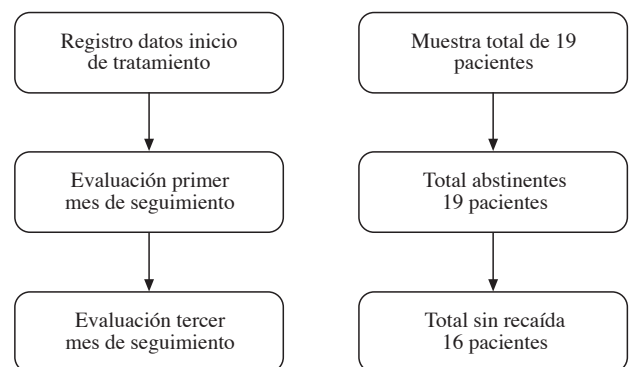 Registro datos inicio
de tratamiento
Muestra total de 19
pacientes
Evaluación primer
mes de seguimiento
Total abstinentes
19 pacientes
Evaluación tercer
mes de seguimiento
Total sin recaída
16 pacientes